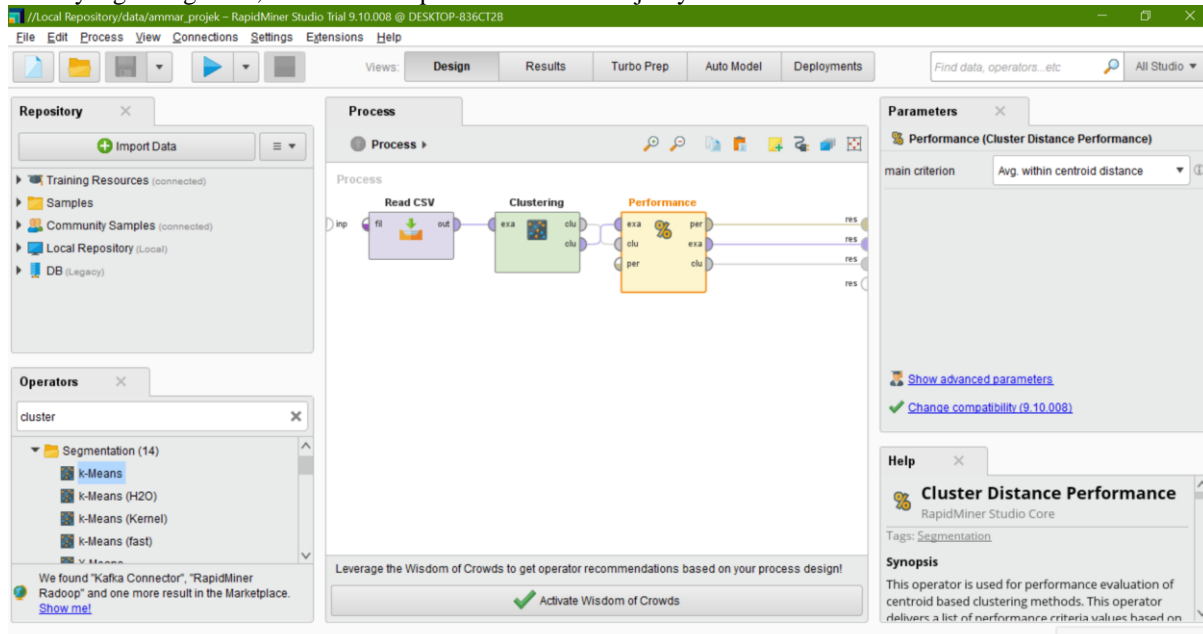 //Local Repository/data/ammar_projek – RapidMiner Studio Trial 9.10.008 @ DESKTOP-836CT2B
File Edit Process View Connections Settings Extensions Help
Views: Design Results Turbo Prep Auto Model Deployments Find data, operators...etc All Studio
Repository
Import Data
Training Resources (connected)
Samples
Community Samples (connected)
Local Repository (Local)
DB (Legacy)
Operators
cluster
Segmentation (14)
k-Means
k-Means (H2O)
k-Means (Kernel)
k-Means (fast)
We found "Kafka Connector", "RapidMiner
Radoop" and one more result in the Marketplace.
Show me!
Process
Process
Process
Read CSV Clustering Performance
inp fil out exa clu exa per res
clu clu exa res
per clu res
res
Leverage the Wisdom of Crowds to get operator recommendations based on your process design!
Activate Wisdom of Crowds
Parameters
Performance (Cluster Distance Performance)
main criterion Avg. within centroid distance
Show advanced parameters
Change compatibility (9.10.008)
Help
Cluster Distance Performance
RapidMiner Studio Core
Tags: Segmentation
Synopsis
This operator is used for performance evaluation of
centroid based clustering methods. This operator
delivers a list of performance criteria values based on